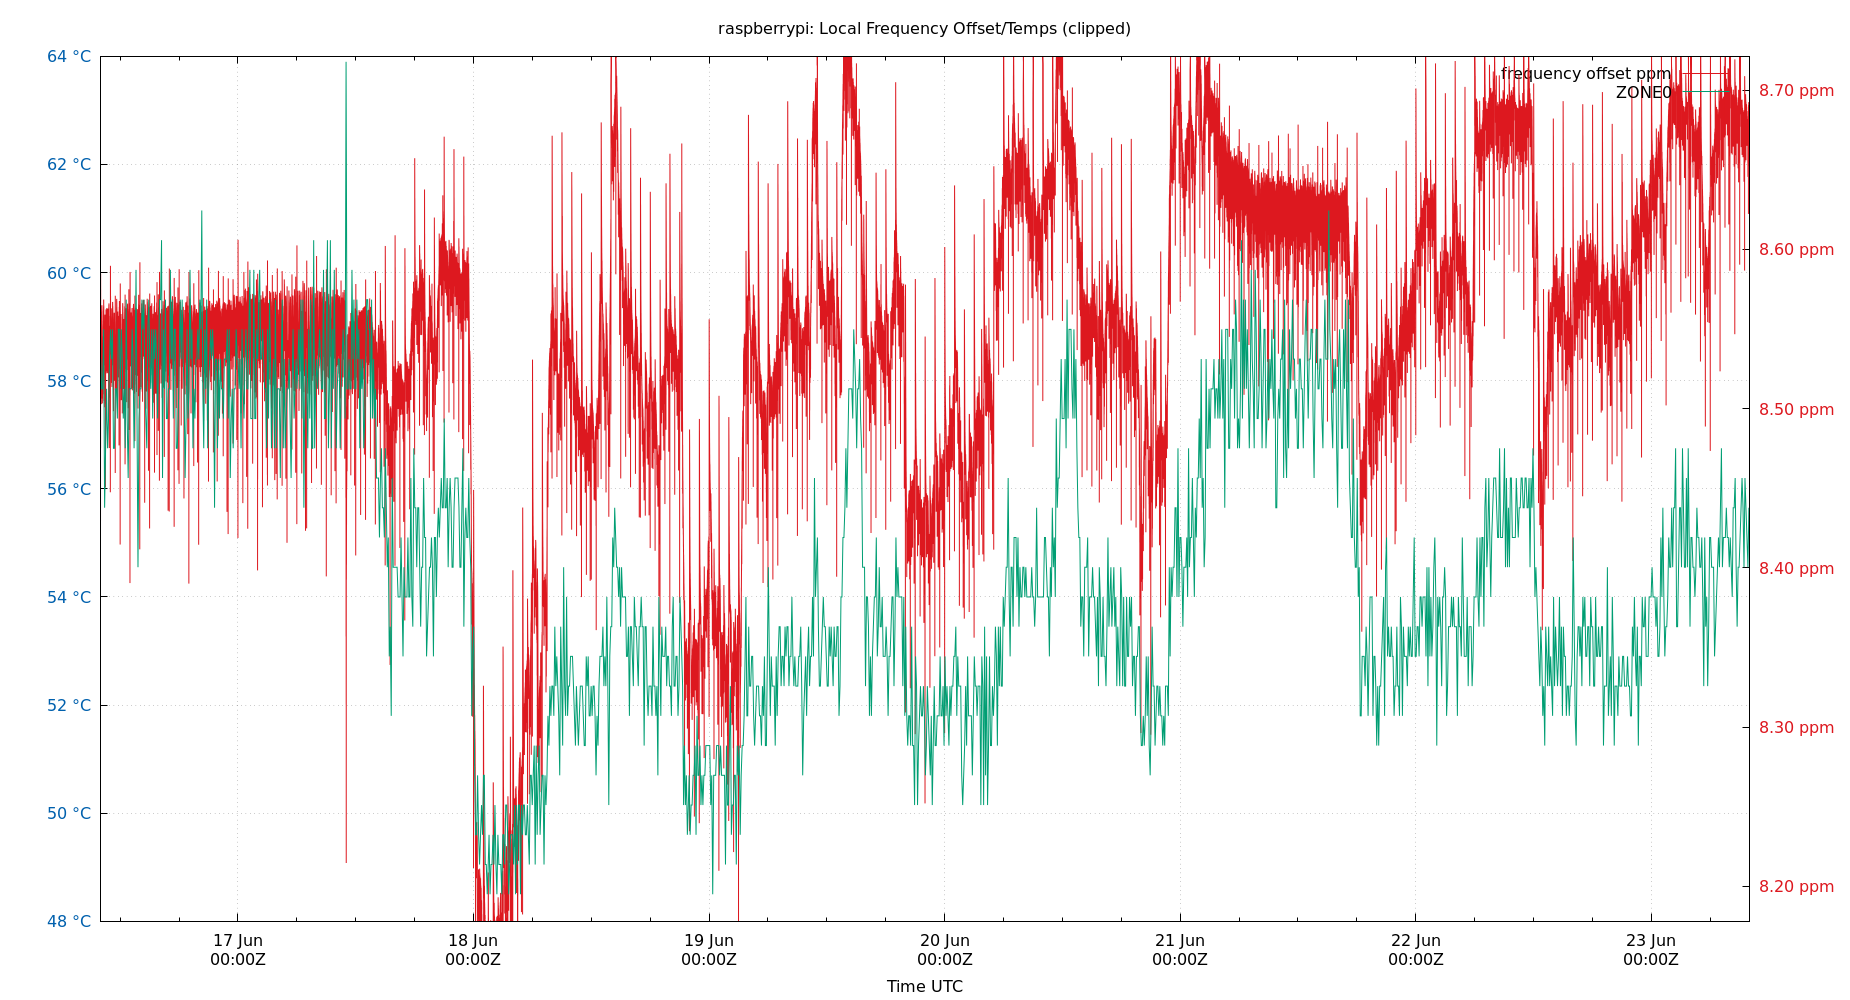 raspberrypi: Local Frequency Offset/Temps (clipped)
64 °C
62 °C
60 °C
58 °C
56 °C
54 °C
52 °C
50 °C
48 °C
frequency offset ppm
ZONE0
8.70 ppm
8.60 ppm
8.50 ppm
8.40 ppm
8.30 ppm
8.20 ppm
17 Jun
00:00Z
18 Jun
00:00Z
19 Jun
00:00Z
20 Jun
00:00Z
21 Jun
00:00Z
22 Jun
00:00Z
23 Jun
00:00Z
Time UTC